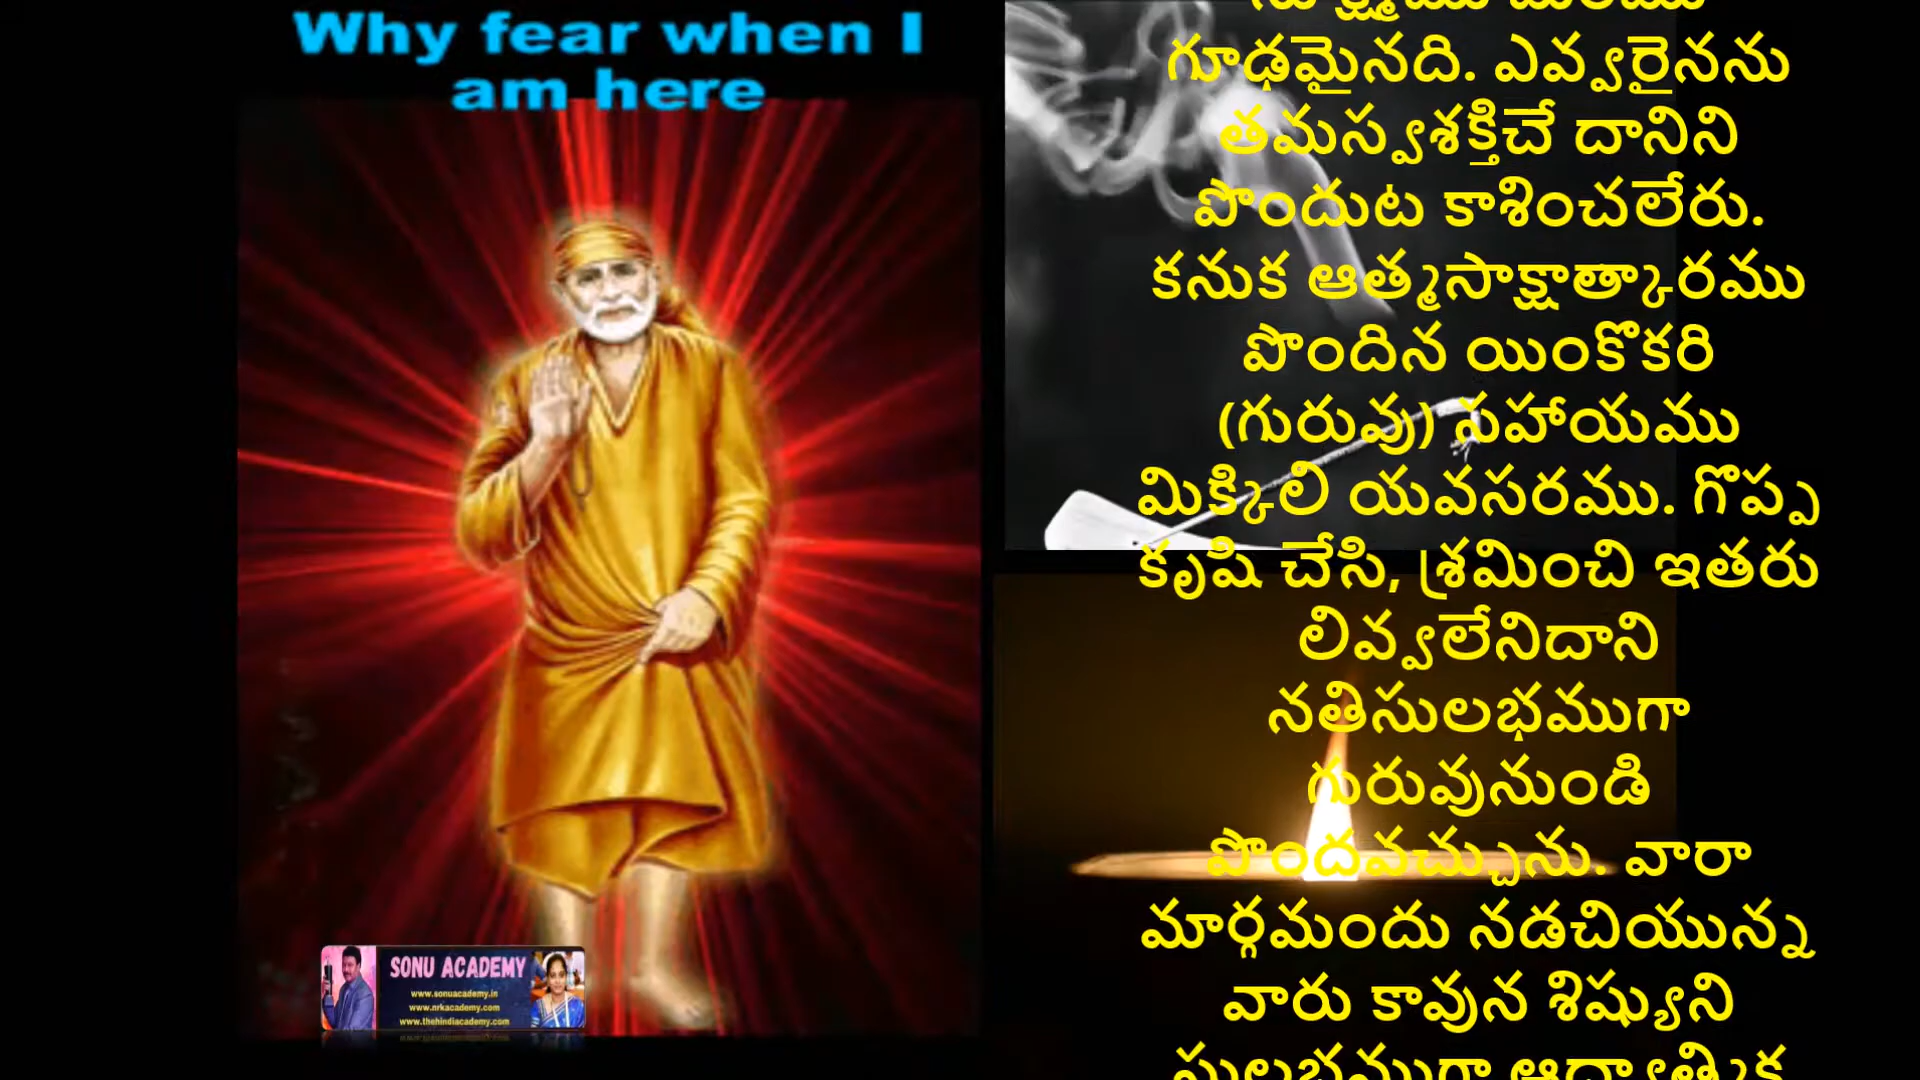 Why fear when I
am here
గూఢమైనది. ఎవ్వరైనను
తమస్వశక్తిచే దానిని
పొందుట కాశించలేరు.
కనుక ఆత్మసాక్షాత్కారము
పొందిన యింకొకరి
(గురువు) సహాయము
మిక్కిలి యవసరము. గొప్ప
కృషి చేసి, శ్రమించి ఇతరు
లివ్వలేనిదాని
నతిసులభముగా
గురువునుండి
పొందవచ్చును. వారా
మార్గమందు నడచియున్న
వారు కావున శిష్యుని
సులభముగా ఆధ్యాత్మిక
SONU ACADEMY
www.sonuacademy.in
www.nrkacademy.com
www.thehindiacademy.com